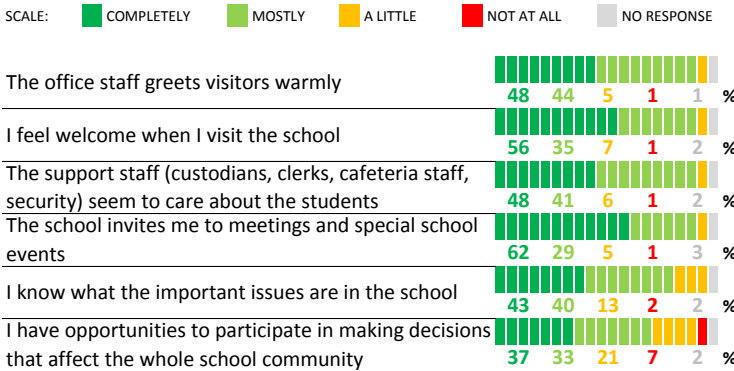 SCALE: COMPLETELY MOSTLY A LITTLE NOT AT ALL NO RESPONSE
The office staff greets visitors warmly
48 44 5 1 1 %
I feel welcome when I visit the school
56 35 7 1 2 %
The support staff (custodians, clerks, cafeteria staff,
security) seem to care about the students
48 41 6 1 2 %
The school invites me to meetings and special school
events
62 29 5 1 3 %
I know what the important issues are in the school
43 40 13 2 2 %
I have opportunities to participate in making decisions
that affect the whole school community
37 33 21 7 2 %